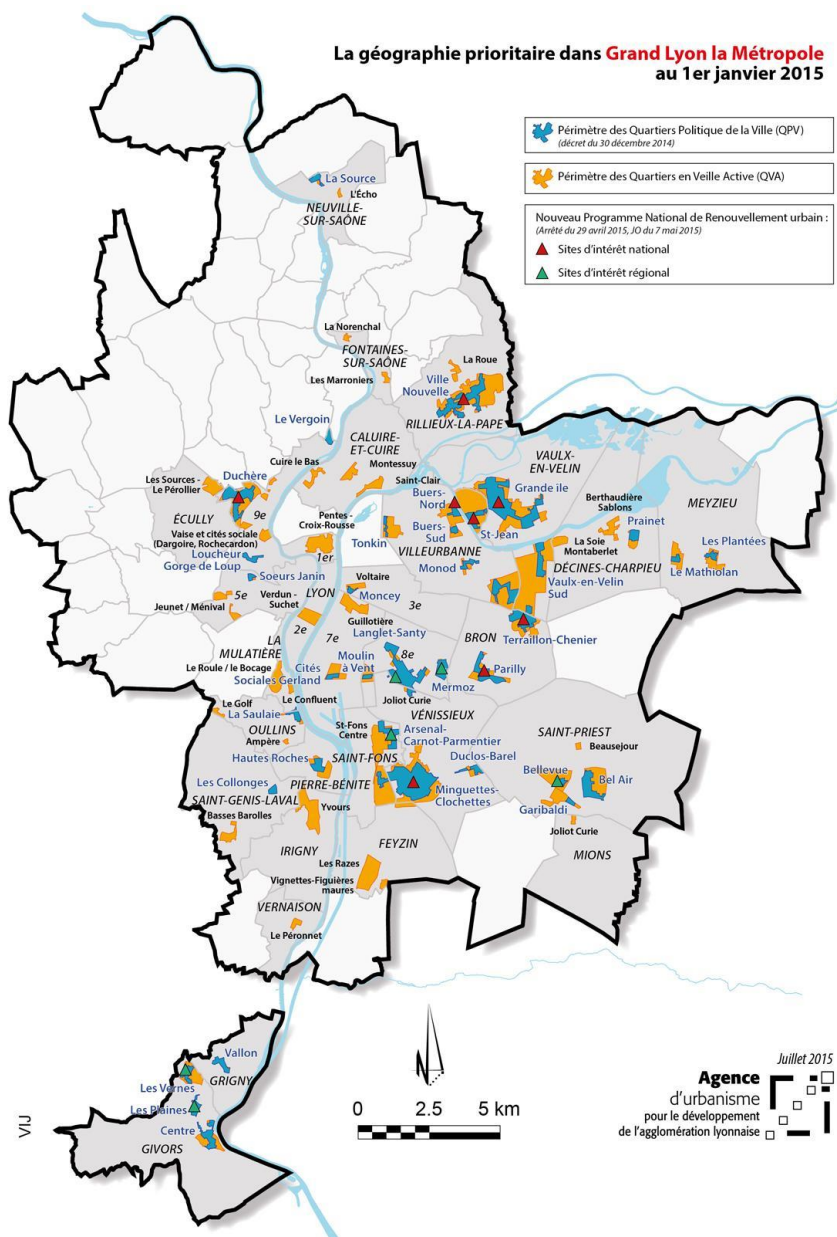 La géographie prioritaire dans Grand Lyon la Métropole
au 1er janvier 2015
Périmètre des Quartiers Politique de la Ville (QPV)
(décret du 30 décembre 2014)
Périmètre des Quartiers en Veille Active (QVA)
Nouveau Programme National de Renouvellement urbain :
(Arrêté du 29 avril 2015, JO du 7 mai 2015)
Sites d'intérêt national
Sites d'intérêt régional
La Source
L'Écho
NEUVILLE-
SUR-SAÔNE
La Norenchal
FONTAINES-
SUR-SAÔNE
Les Marroniers
La Roue
Ville
Nouvelle
RILLIEUX-LA-PAPE
Le Vergoin
CALUIRE-
ET-CUIRE
Cuire le Bas
Montessuy
VAULX-
EN-VELIN
Les Sources -
Le Pérollier
Duchère
Saint-Clair
Buers-
Nord
Grande île
Berthaudière
Sablons
MEYZIEU
9e
ÉCULLY
Pentes -
Croix-Rousse
Buers-
Sud
St-Jean
Prainet
Vaise et cités sociale
(Dargoire, Rochecardon)
Tonkin
VILLEURBANNE
La Soie
Montaberlet
Les Plantées
Loucheur
Gorge de Loup
1er
Monod
DÉCINES-CHARPIEU
Le Mathiolan
Soeurs Janin
Voltaire
Moncey
Vaulx-en-Velin
Sud
Jeunet / Ménival
5e
Verdun -
Suchet
LYON
3e
Guillotière
2e
7e
Langlet-Santy
BRON
Terraillon-Chenier
LA
MULATIÈRE
Moulin
à Vent
8e
Le Roule / le Bocage
Cités
Sociales Gerland
Mermoz
Parilly
Le Confluent
Joliot Curie
Le Golf
La Saulaie
VÉNISSIEUX
OULLINS
Ampère
St-Fons
Centre
Arsenal-
Carnot-Parmentier
SAINT-PRIEST
Beausejour
Hautes Roches
SAINT-FONS
Duclos-Barel
Bellevue
Bel Air
Les Collonges
PIERRE-BÉNITE
Minguettes-
Clochettes
SAINT-GENIS-LAVAL
Garibaldi
Basses Barolles
Yvours
Joliot Curie
IRIGNY
FEYZIN
MIONS
Les Razes
Vignettes-Figuières
maures
VERNAISON
Le Péronnet
Vallon
GRIGNY
Les Vernes
Les Plaines
Centre
GIVORS
VIJ
0 2.5 5 km
Juillet 2015
Agence
d'urbanisme
pour le développement
de l'agglomération lyonnaise